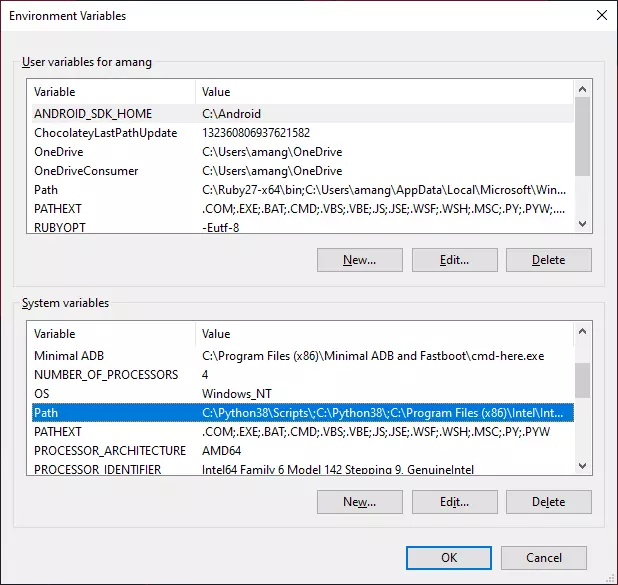 Environment Variables
User variables for amang
Variable Value
ANDROID_SDK_HOME C:\Android
ChocolateyLastPathUpdate 132360806937621582
OneDrive C:\Users\amang\OneDrive
OneDriveConsumer C:\Users\amang\OneDrive
Path C:\Ruby27-x64\bin;C:\Users\amang\AppData\Local\Microsoft\Win...
PATHEXT .COM;.EXE;.BAT;.CMD;.VBS;.VBE;.JS;.JSE;.WSF;.WSH;.MSC;.PY;.PYW;....
RUBYOPT -Eutf-8
New... Edit... Delete
System variables
Variable Value
Minimal ADB C:\Program Files (x86)\Minimal ADB and Fastboot\cmd-here.exe
NUMBER_OF_PROCESSORS 4
OS Windows_NT
Path C:\Python38\Scripts\;C:\Python38\;C:\Program Files (x86)\Intel\Int...
PATHEXT .COM;.EXE;.BAT;.CMD;.VBS;.VBE;.JS;.JSE;.WSF;.WSH;.MSC;.PY;.PYW
PROCESSOR_ARCHITECTURE AMD64
PROCESSOR_IDENTIFIER Intel64 Family 6 Model 142 Stepping 9, GenuineIntel
New... Edit... Delete
OK Cancel